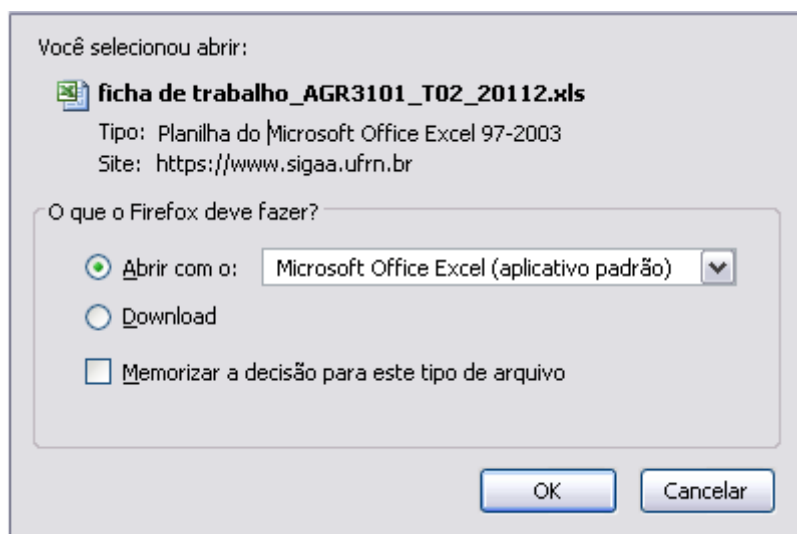 Você selecionou abrir:
ficha de trabalho_AGR3101_T02_20112.xls
Tipo: Planilha do Microsoft Office Excel 97-2003
Site: https://www.sigaa.ufrn.br
O que o Firefox deve fazer?
Abrir com o: Microsoft Office Excel (aplicativo padrão)
Download
Memorizar a decisão para este tipo de arquivo
OK Cancelar